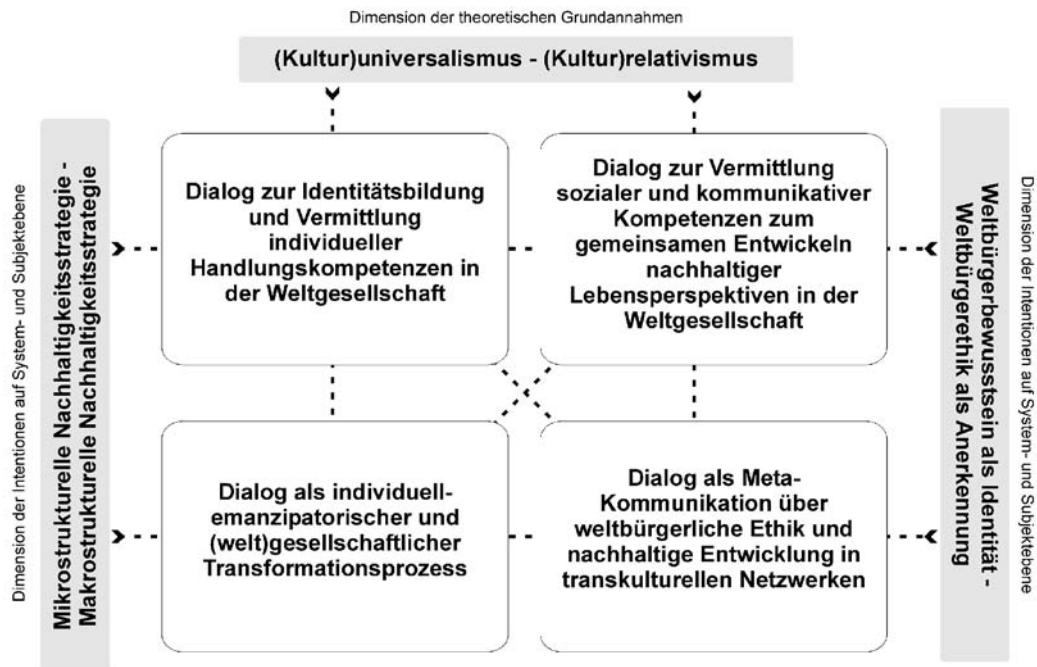 Dimension der theoretischen Grundannahmen
(Kultur)universalismus - (Kultur)relativismus
Dimension der Intentionen auf System- und Subjektebene
Mikrostrukturelle Nachhaltigkeitsstrategie -
Makrostrukturelle Nachhaltigkeitsstrategie
Dialog zur Identitätsbildung
und Vermittlung
individueller
Handlungskompetenzen in
der Weltgesellschaft
Dialog zur Vermittlung
sozialer und kommunikativer
Kompetenzen zum
gemeinsamen Entwickeln
nachhaltiger
Lebensperspektiven in der
Weltgesellschaft
Dialog als individuell-
emanzipatorischer und
(welt)gesellschaftlicher
Transformationsprozess
Dialog als Meta-
Kommunikation über
weltbürgerliche Ethik und
nachhaltige Entwicklung in
transkulturellen Netzwerken
Weltbürgerbewusstsein als Identität -
Weltbürgerethik als Anerkennung
Dimension der Intentionen auf System- und Subjektebene